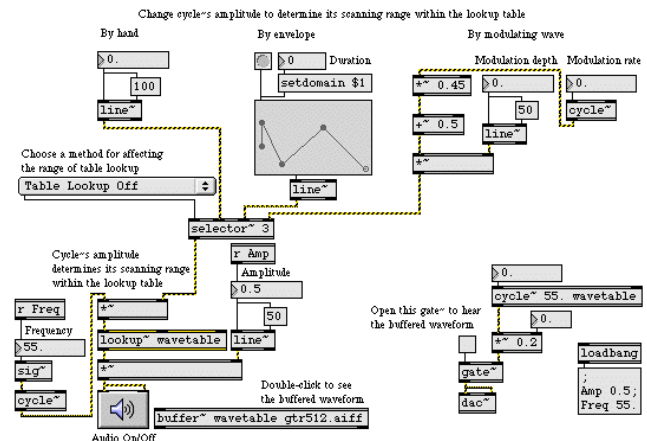 Change cycle~s amplitude to determine its scanning range within the lookup table
By hand
By envelope
By modulating wave
0.
100
line~
0
Duration
setdomain $1
line~
Modulation depth
Modulation rate
*~ 0.45
0.
0.
50
cycle~
+~ 0.5
line~
*~
Choose a method for affecting
the range of table lookup
Table Lookup Off
selector~ 3
Cycle~s amplitude
determines its scanning range
within the lookup table
r Amp
Amplitude
0.5
50
r Freq
Frequency
55.
sig~
cycle~
*~
lookup~ wavetable
line~
*~
Audio On/Off
Double-click to see
the buffered waveform
buffer~ wavetable gtr512.aiff
Open this gate~ to hear
the buffered waveform
0.
cycle~ 55. wavetable
0.
*~ 0.2
gate~
dac~
loadbang
;
Amp 0.5;
Freq 55.